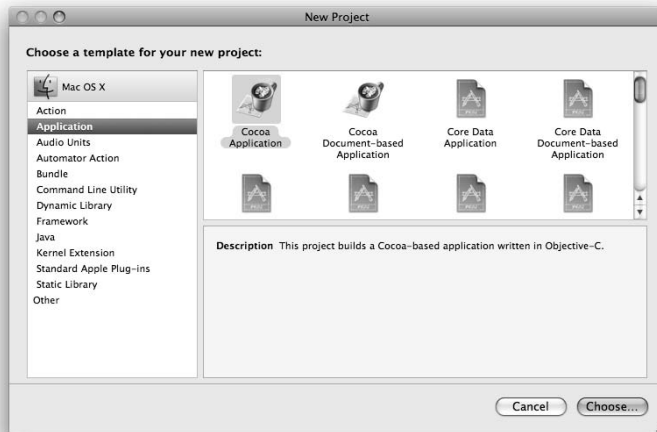 New Project
Choose a template for your new project:
Mac OS X
Action
Application
Audio Units
Automator Action
Bundle
Command Line Utility
Dynamic Library
Framework
Java
Kernel Extension
Standard Apple Plug-ins
Static Library
Other
Cocoa
Application
Cocoa
Document-based
Application
Core Data
Application
Core Data
Document-based
Application
Description This project builds a Cocoa-based application written in Objective-C.
Cancel
Choose...